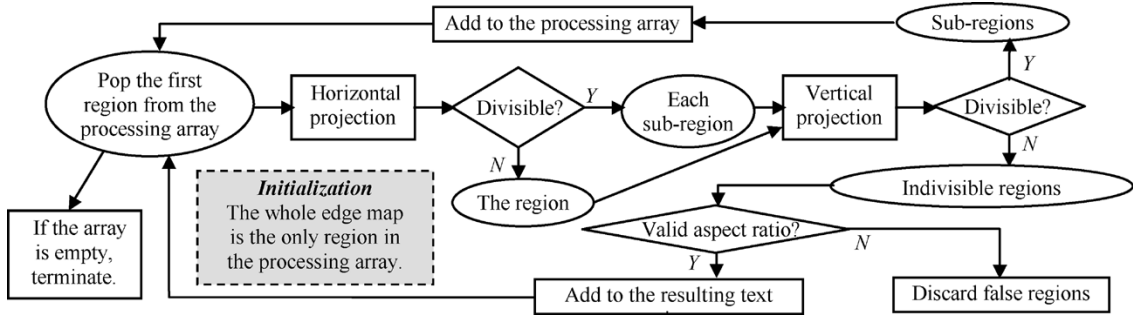 Add to the processing array
Sub-regions
Pop the first
region from the
processing array
Horizontal
projection
Divisible?
Y
Each
sub-region
Vertical
projection
Divisible?
Y
N
N
The region
Indivisible regions
Initialization
The whole edge map
is the only region in
the processing array.
If the array
is empty,
terminate.
Valid aspect ratio?
N
Y
Add to the resulting text
Discard false regions